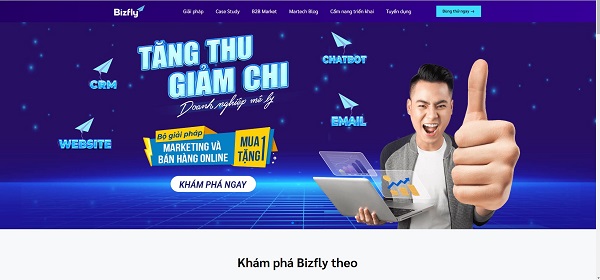 Bizfly
Giải pháp
Case Study
B2B Market
Martech Blog
Cẩm nang triển khai
Tuyển dụng
Dùng thử ngay →
TĂNG THU
GIẢM CHI
Doanh nghiệp mê ly
CRM
WEBSITE
CHATBOT
EMAIL
Bộ giải pháp
MARKETING VÀ
BÁN HÀNG ONLINE
MUA 1
TẶNG 1
KHÁM PHÁ NGAY
Khám phá Bizfly theo